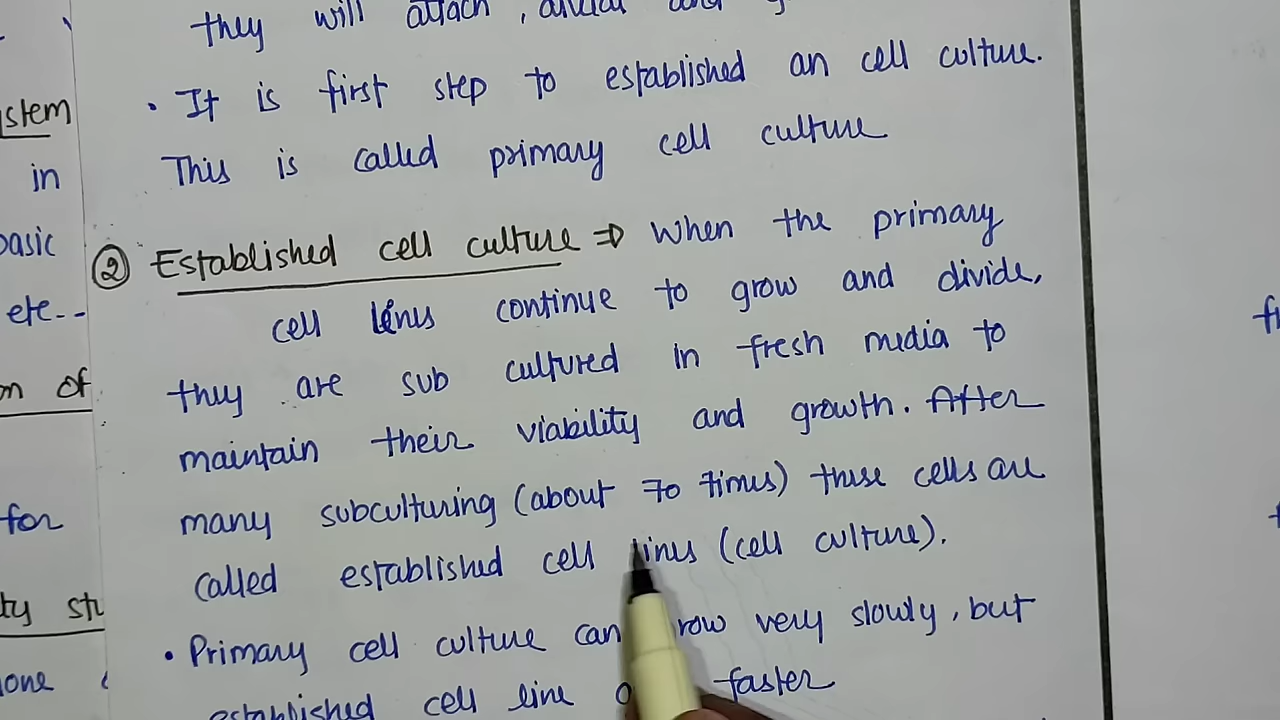 they will attach,
• It is first step to established an cell culture.
This is called primary cell culture
② Established cell culture ⇒ When the primary
cell lines continue to grow and divide,
they are sub cultured in fresh media to
maintain their viability and growth. After
many subculturing (about 70 times) these cells are
called established cell lines (cell culture).
• Primary cell culture can row very slowly, but
established cell line faster
stem
in
basic
etc--
on of
for
ty stu
one